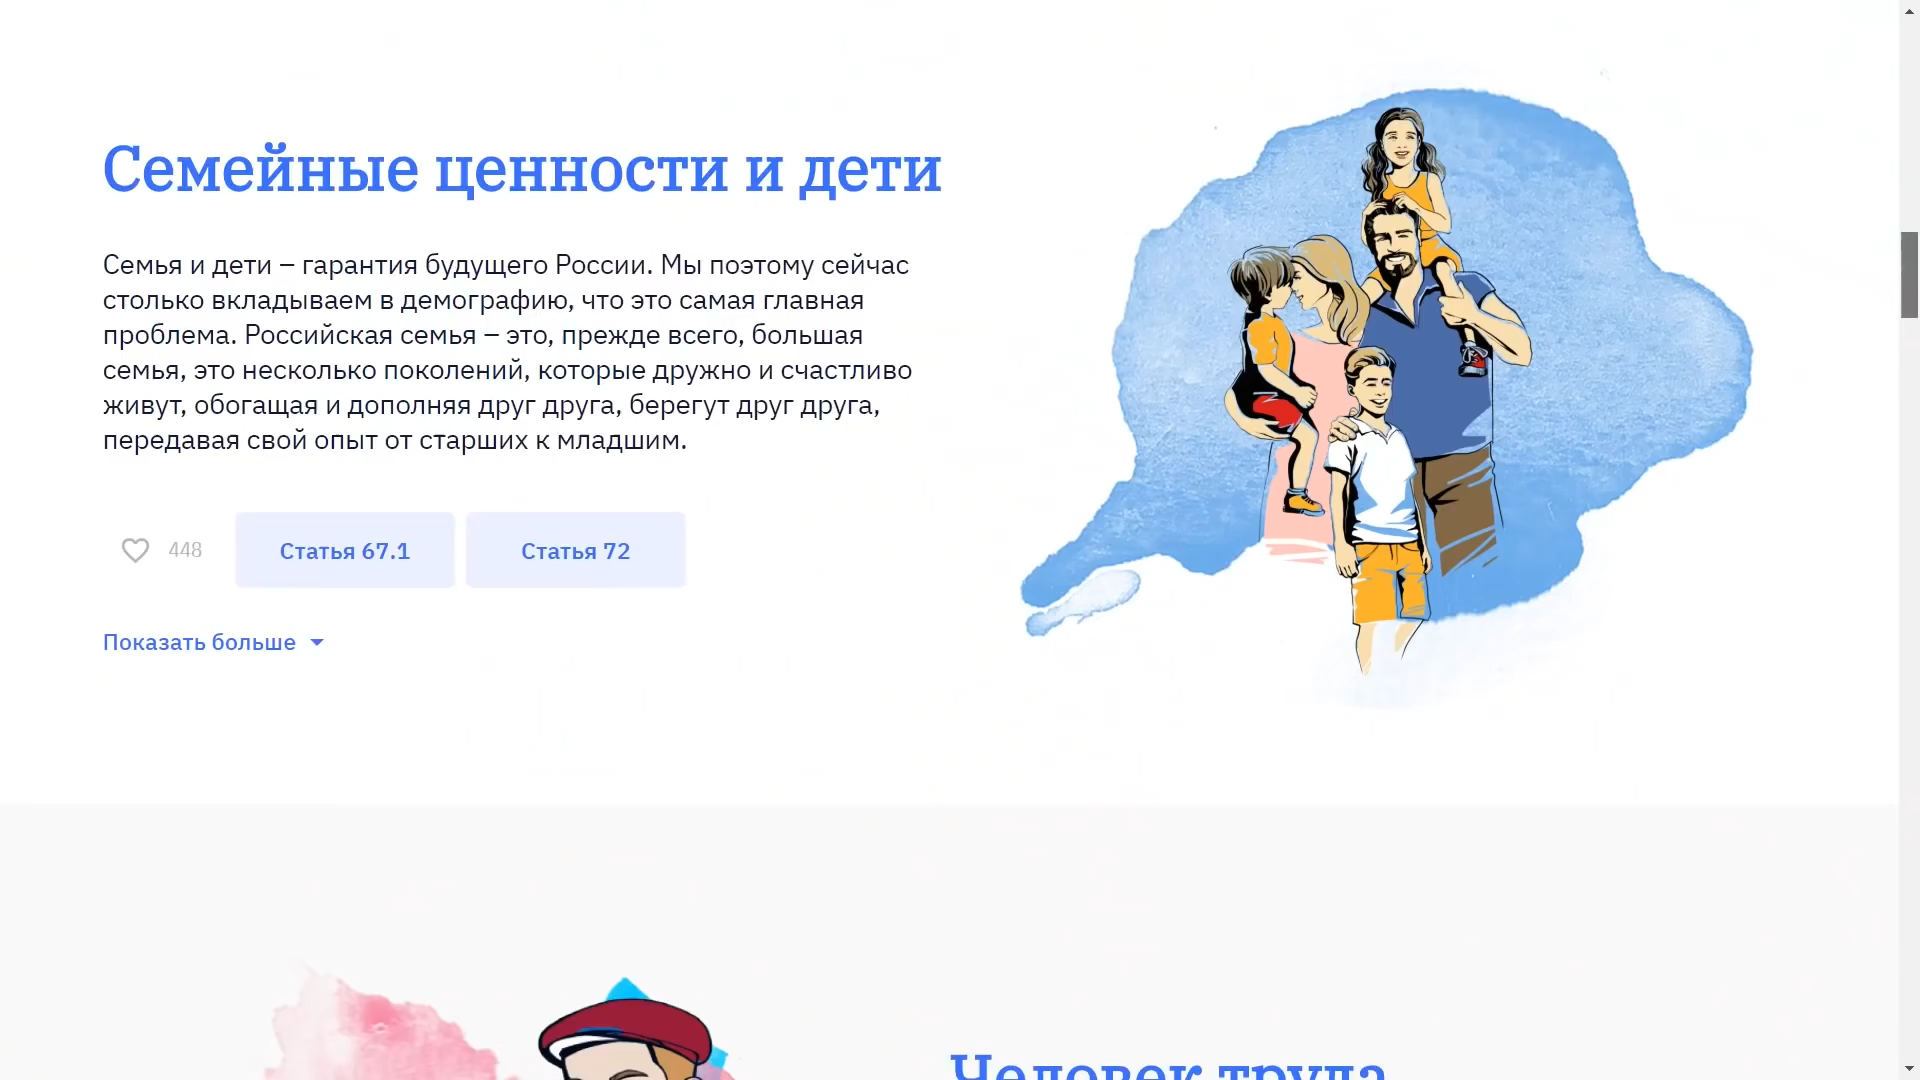 Семейные ценности и дети
Семья и дети – гарантия будущего России. Мы поэтому сейчас
столько вкладываем в демографию, что это самая главная
проблема. Российская семья – это, прежде всего, большая
семья, это несколько поколений, которые дружно и счастливо
живут, обогащая и дополняя друг друга, берегут друг друга,
передавая свой опыт от старших к младшим.
448
Статья 67.1
Статья 72
Показать больше
Человек труда